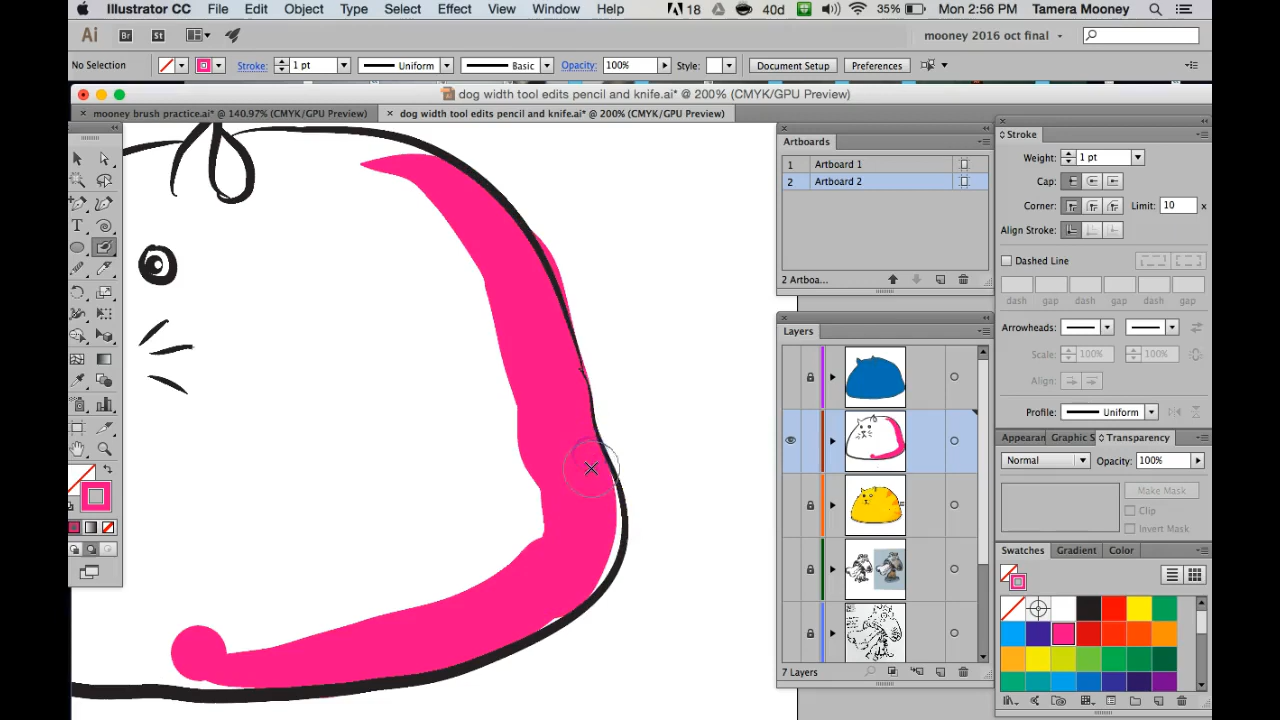 Illustrator CC File Edit Object Type Select Effect View Window Help 18 40d 35% Mon 2:56 PM Tamera Mooney
Ai Br St mooney 2016 oct final
No Selection Stroke: 1 pt Uniform Basic Opacity: 100% Style: Document Setup Preferences
dog width tool edits pencil and knife.ai* @ 200% (CMYK/GPU Preview)
× mooney brush practice.ai* @ 140.97% (CMYK/GPU Preview) × dog width tool edits pencil and knife.ai* @ 200% (CMYK/GPU Preview)
Artboards
1 Artboard 1
2 Artboard 2
2 Artboa...
Layers
7 Layers
Stroke
Weight: 1 pt
Cap:
Corner: Limit: 10 x
Align Stroke:
Dashed Line
dash gap dash gap dash gap
Arrowheads:
Scale: 100% 100%
Align:
Profile: Uniform
Appearan Graphic S Transparency
Normal Opacity: 100%
Make Mask
Clip
Invert Mask
Swatches Gradient Color